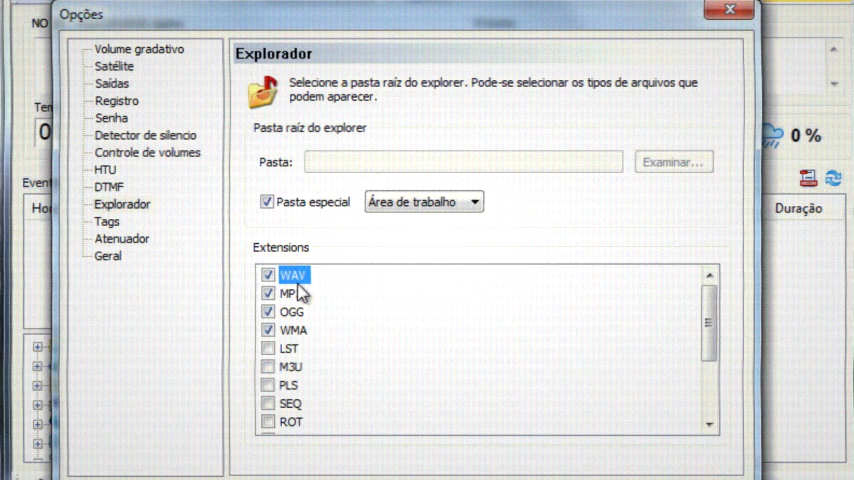 Opções
NO
Volume gradativo
Satélite
Saídas
Registro
Senha
Detector de silencio
Controle de volumes
HTU
DTMF
Explorador
Tags
Atenuador
Geral
Explorador
Selecione a pasta raíz do explorer. Pode-se selecionar os tipos de arquivos que
podem aparecer.
Pasta raíz do explorer
Pasta:
Examinar...
Pasta especial
Área de trabalho
Extensions
WAV
OGG
WMA
LST
M3U
PLS
SEQ
ROT
0 %
Duração